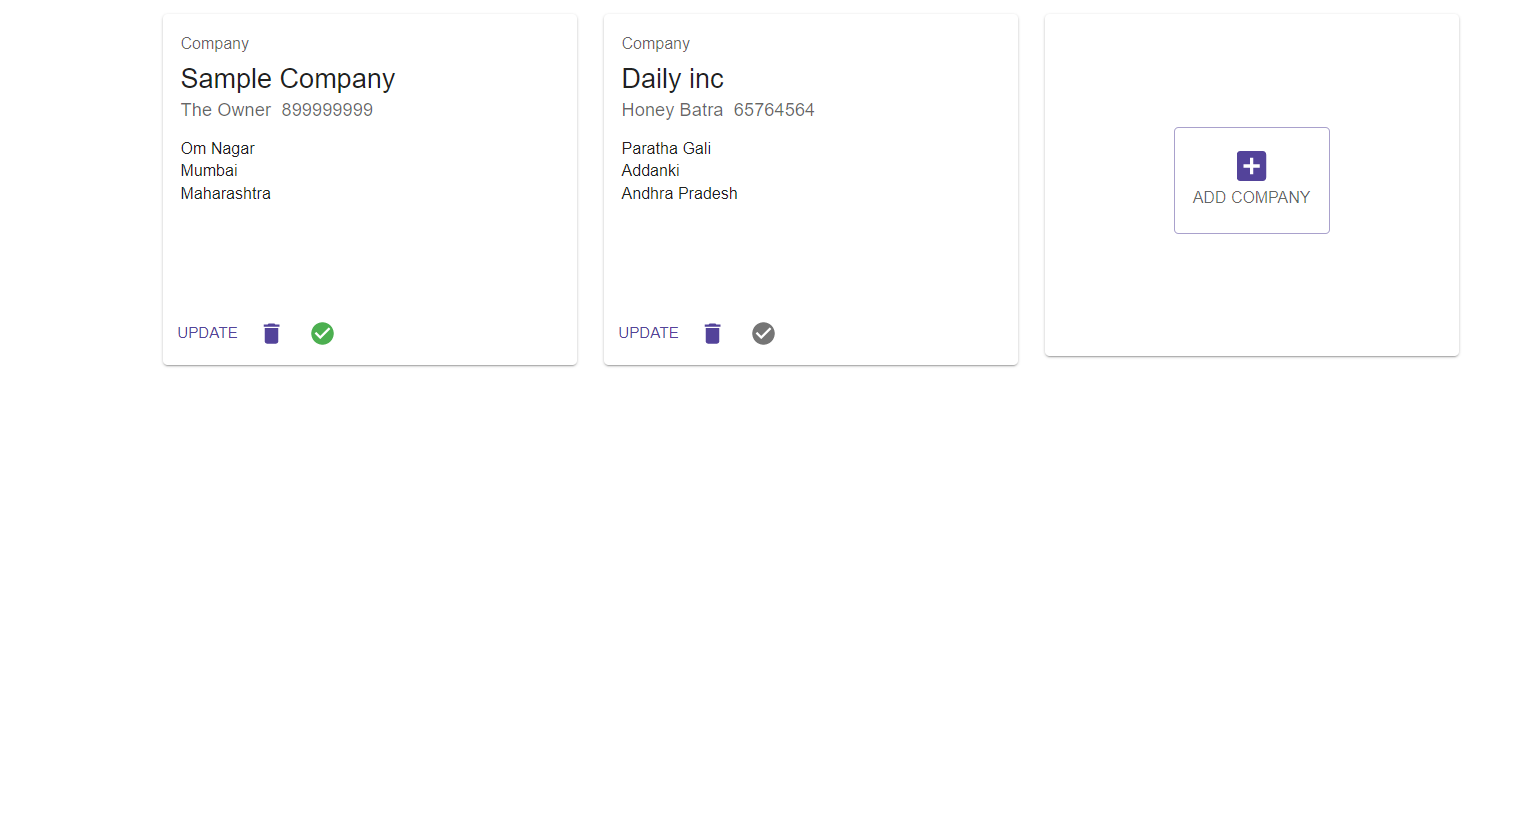 Company
Sample Company
The Owner 899999999
Om Nagar
Mumbai
Maharashtra
UPDATE
Company
Daily inc
Honey Batra 65764564
Paratha Gali
Addanki
Andhra Pradesh
UPDATE
ADD COMPANY